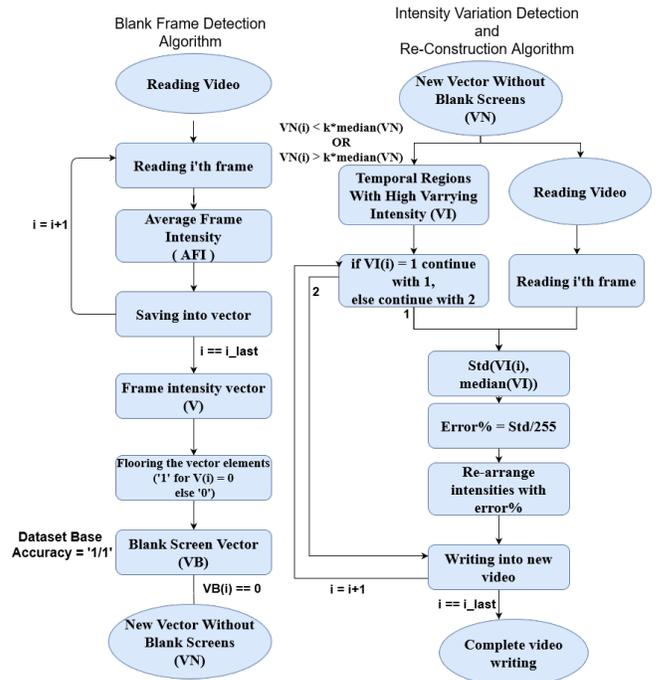 Blank Frame Detection
Algorithm
Reading Video
Reading i'th frame
i = i+1
Average Frame
Intensity
( AFI )
Saving into vector
i == i_last
Frame intensity vector
(V)
Flooring the vector elements
('1' for V(i) = 0
else '0')
Dataset Base
Accuracy = '1/1'
Blank Screen Vector
(VB)
VB(i) == 0
New Vector Without
Blank Screens
(VN)
Intensity Variation Detection
and
Re-Construction Algorithm
New Vector Without
Blank Screens
(VN)
VN(i) < k*median(VN)
OR
VN(i) > k*median(VN)
Temporal Regions
With High Varrying
Intensity (VI)
Reading Video
if VI(i) = 1 continue
with 1,
else continue with 2
Reading i'th frame
2
1
Std(VI(i),
median(VI))
Error% = Std/255
Re-arrange
intensities with
error%
Writing into new
video
i = i+1
i == i_last
Complete video
writing